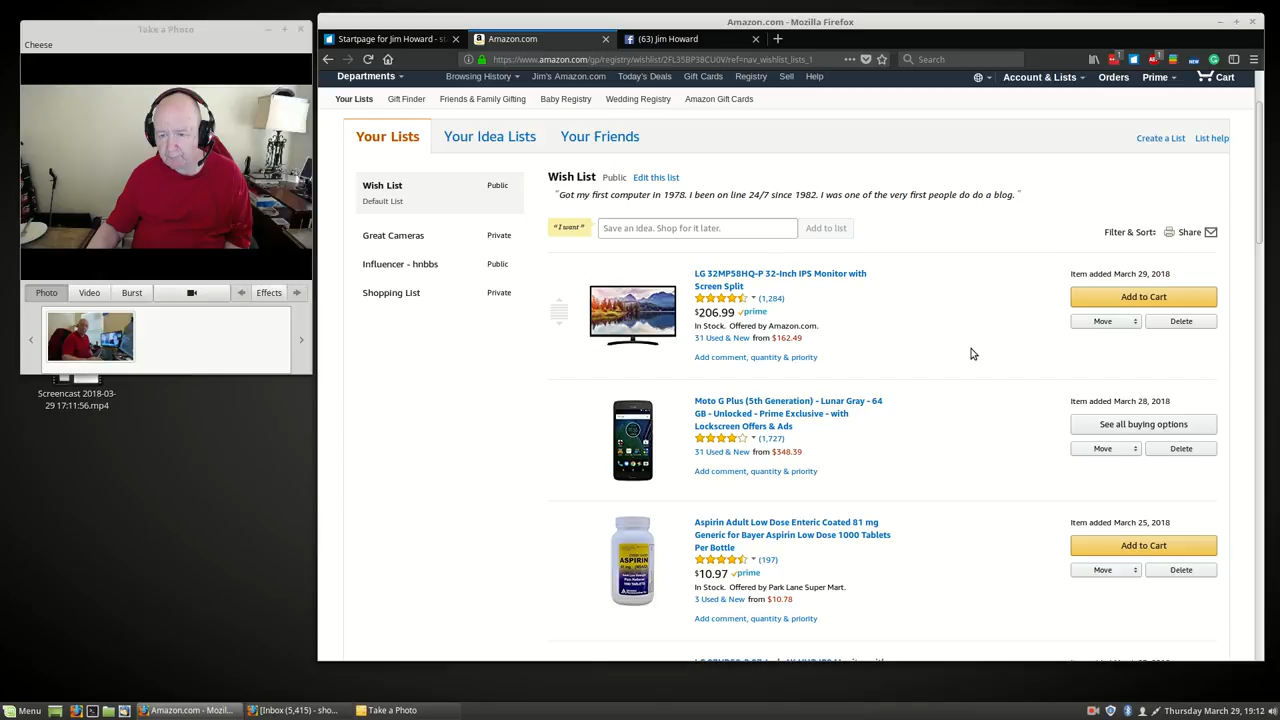 Take a Photo
Cheese
Photo
Video
Burst
Effects
Screencast 2018-03-
29 17:11:56.mp4
Amazon.com - Mozilla Firefox
Startpage for Jim Howard - st
Amazon.com
(63) Jim Howard
https://www.amazon.com/gp/registry/wishlist/2FL35BP38CU0V/ref=nav_wishlist_lists_1
Search
Departments
Browsing History
Jim's Amazon.com
Today's Deals
Gift Cards
Registry
Sell
Help
Account & Lists
Orders
Prime
Cart
Your Lists
Gift Finder
Friends & Family Gifting
Baby Registry
Wedding Registry
Amazon Gift Cards
Your Lists
Your Idea Lists
Your Friends
Create a List
List help
Wish List
Public
Default List
Great Cameras
Private
Influencer - hnbbs
Public
Shopping List
Private
Wish List Public Edit this list
"Got my first computer in 1978. I been on line 24/7 since 1982. I was one of the very first people do do a blog."
"I want"
Save an idea. Shop for it later.
Add to list
Filter & Sort:
Share
LG 32MP58HQ-P 32-Inch IPS Monitor with
Screen Split
(1,284)
$206.99 prime
In Stock. Offered by Amazon.com.
31 Used & New from $162.49
Add comment, quantity & priority
Item added March 29, 2018
Add to Cart
Move
Delete
Moto G Plus (5th Generation) - Lunar Gray - 64
GB - Unlocked - Prime Exclusive - with
Lockscreen Offers & Ads
(1,727)
31 Used & New from $348.39
Add comment, quantity & priority
Item added March 28, 2018
See all buying options
Move
Delete
ASPIRIN
Aspirin Adult Low Dose Enteric Coated 81 mg
Generic for Bayer Aspirin Low Dose 1000 Tablets
Per Bottle
(197)
$10.97 prime
In Stock. Offered by Park Lane Super Mart.
3 Used & New from $10.78
Add comment, quantity & priority
Item added March 25, 2018
Add to Cart
Move
Delete
Menu
Amazon.com - Mozil...
[Inbox (5,415) - sho...
Take a Photo
Thursday March 29, 19:12